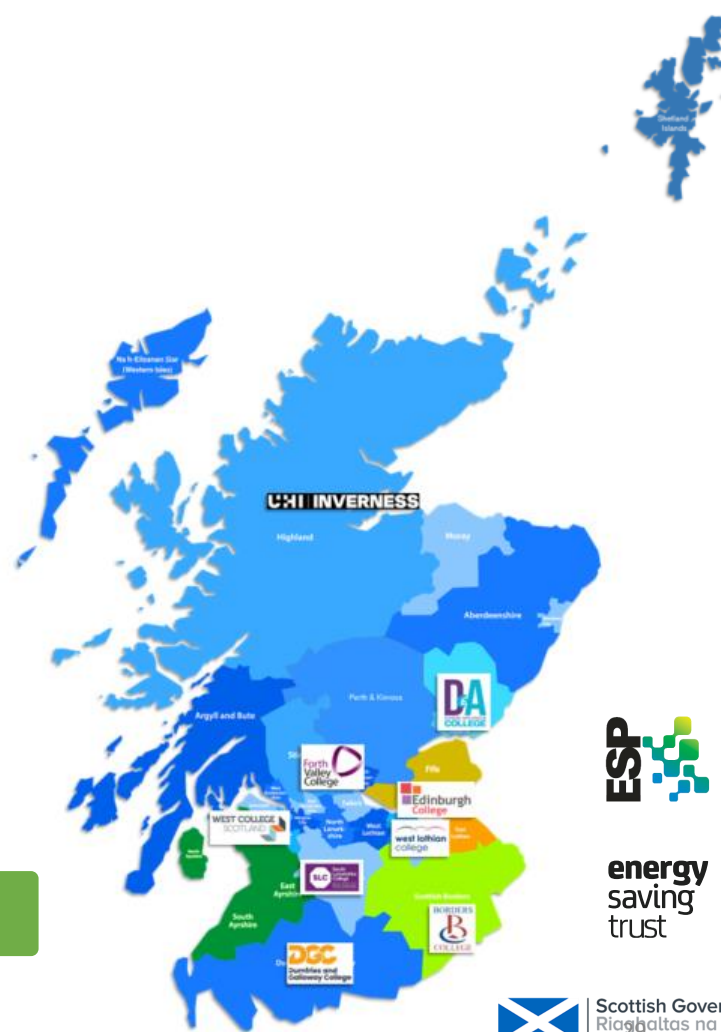 Shetland
Islands
Na h-Eileanan Siar
(Western Isles)
UHI INVERNESS
Highland
Moray
Aberdeenshire
Perth & Kinross
D&A
COLLEGE
Argyll and Bute
Forth
Valley
College
Fife
ESP
Edinburgh
College
WEST COLLEGE
SCOTLAND
North
Lanark-
shire
West
Lothian
west lothian
college
East
Lothian
SLC
energy
saving
trust
East
Ayrshire
Scottish Borders
South
Ayrshire
BORDERS
B
COLLEGE
DGC
Dumfries and
Galloway College
Scottish Gover
Riaghaltas na
29